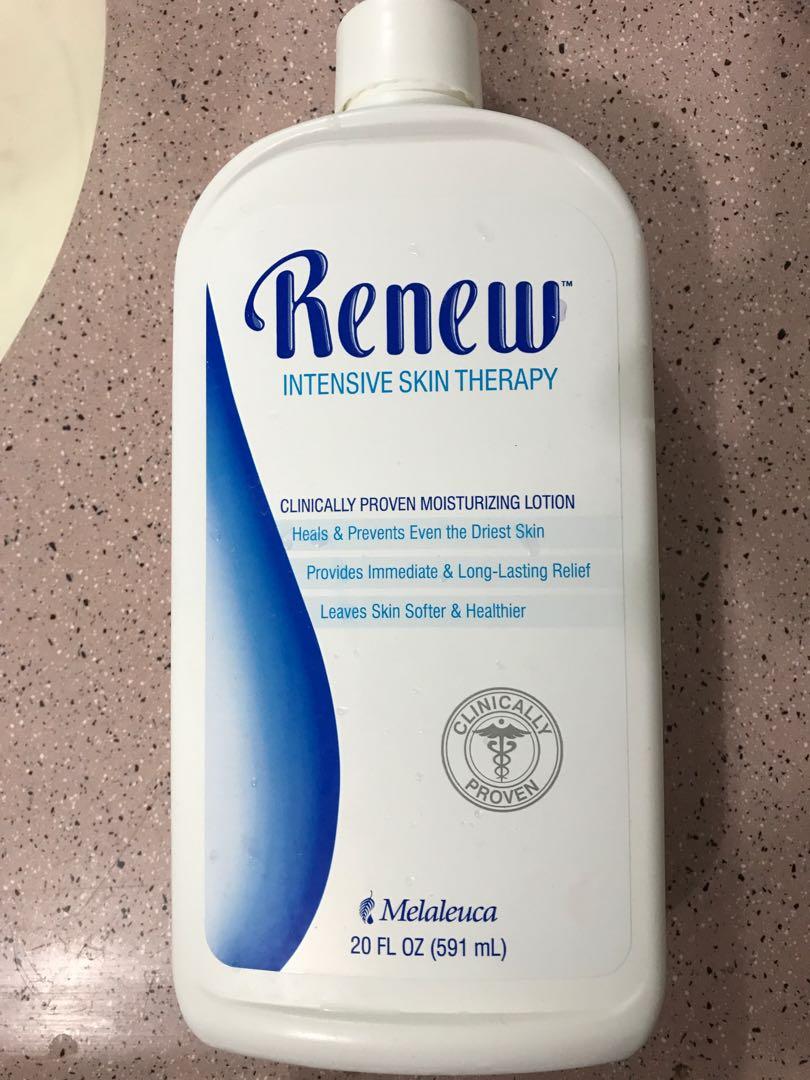 Renew™
INTENSIVE SKIN THERAPY
CLINICALLY PROVEN MOISTURIZING LOTION
Heals & Prevents Even the Driest Skin
Provides Immediate & Long-Lasting Relief
Leaves Skin Softer & Healthier
CLINICALLY
PROVEN
Melaleuca
20 FL OZ (591 mL)